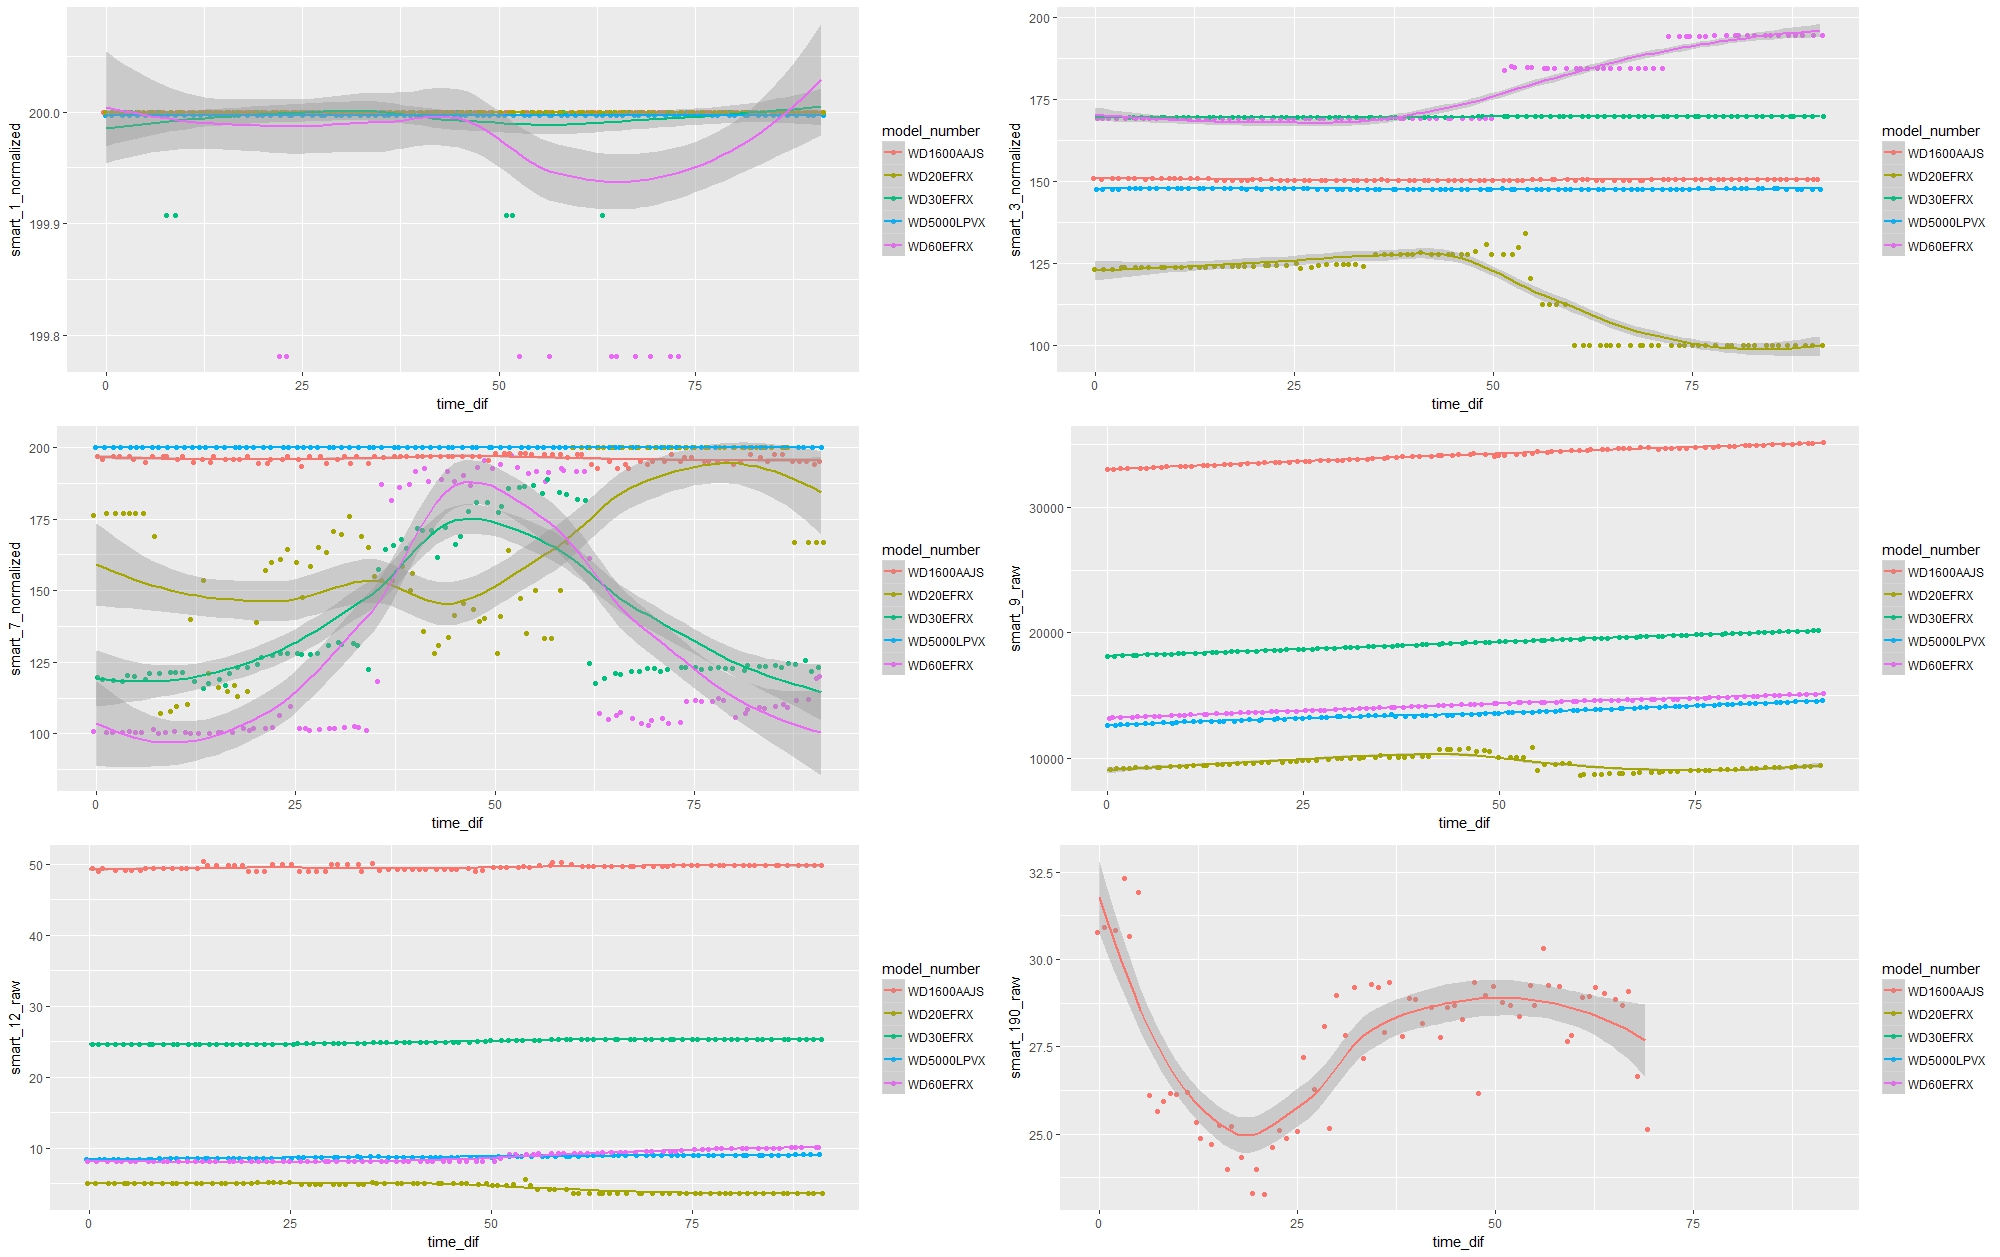 smart_1_normalized
200.0
199.9
199.8
0 25 50 75
time_dif
model_number
WD1600AAJS
WD20EFRX
WD30EFRX
WD5000LPVX
WD60EFRX
smart_3_normalized
200
175
150
125
100
0 25 50 75
time_dif
model_number
WD1600AAJS
WD20EFRX
WD30EFRX
WD5000LPVX
WD60EFRX
smart_7_normalized
200
175
150
125
100
0 25 50 75
time_dif
model_number
WD1600AAJS
WD20EFRX
WD30EFRX
WD5000LPVX
WD60EFRX
smart_9_raw
30000
20000
10000
0 25 50 75
time_dif
model_number
WD1600AAJS
WD20EFRX
WD30EFRX
WD5000LPVX
WD60EFRX
smart_12_raw
50
40
30
20
10
0 25 50 75
time_dif
model_number
WD1600AAJS
WD20EFRX
WD30EFRX
WD5000LPVX
WD60EFRX
smart_190_raw
32.5
30.0
27.5
25.0
0 25 50 75
time_dif
model_number
WD1600AAJS
WD20EFRX
WD30EFRX
WD5000LPVX
WD60EFRX